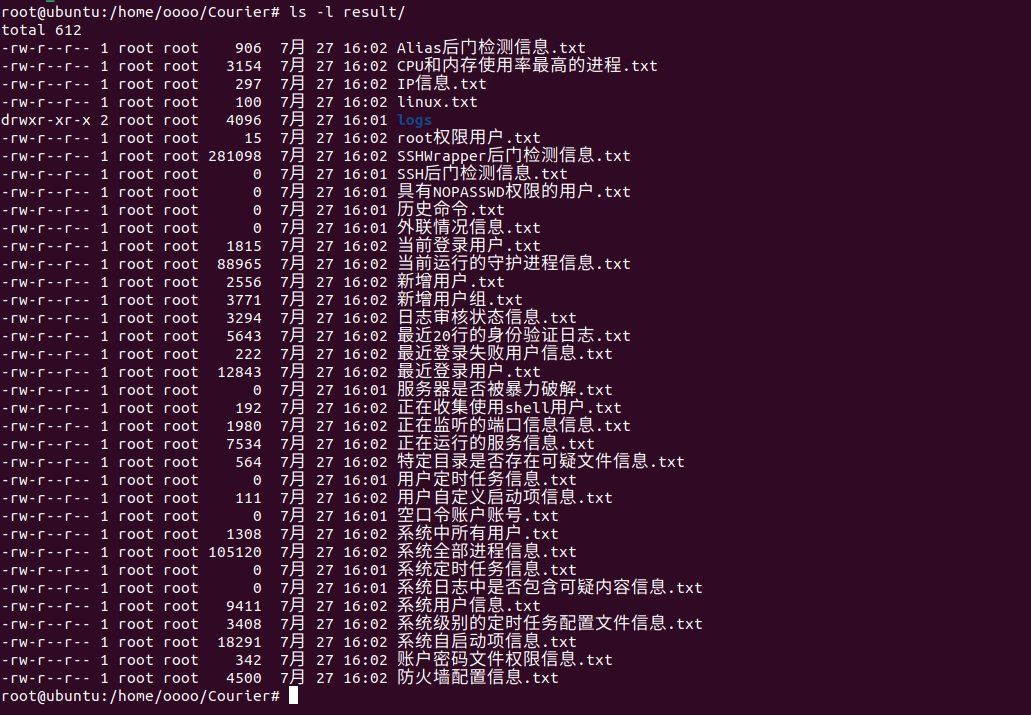 root@ubuntu:/home/oooo/Courier# ls -l result/
total 612
-rw-r--r-- 1 root root    906  7月 27 16:02 Alias后门检测信息.txt
-rw-r--r-- 1 root root   3154  7月 27 16:02 CPU和内存使用率最高的进程.txt
-rw-r--r-- 1 root root    297  7月 27 16:02 IP信息.txt
-rw-r--r-- 1 root root    100  7月 27 16:02 linux.txt
drwxr-xr-x 2 root root   4096  7月 27 16:01 logs
-rw-r--r-- 1 root root     15  7月 27 16:02 root权限用户.txt
-rw-r--r-- 1 root root 281098  7月 27 16:02 SSHWrapper后门检测信息.txt
-rw-r--r-- 1 root root      0  7月 27 16:01 SSH后门检测信息.txt
-rw-r--r-- 1 root root      0  7月 27 16:01 具有NOPASSWD权限的用户.txt
-rw-r--r-- 1 root root      0  7月 27 16:01 历史命令.txt
-rw-r--r-- 1 root root      0  7月 27 16:01 外联情况信息.txt
-rw-r--r-- 1 root root   1815  7月 27 16:02 当前登录用户.txt
-rw-r--r-- 1 root root  88965  7月 27 16:02 当前运行的守护进程信息.txt
-rw-r--r-- 1 root root   2556  7月 27 16:02 新增用户.txt
-rw-r--r-- 1 root root   3771  7月 27 16:02 新增用户组.txt
-rw-r--r-- 1 root root   3294  7月 27 16:02 日志审核状态信息.txt
-rw-r--r-- 1 root root   5643  7月 27 16:02 最近20行的身份验证日志.txt
-rw-r--r-- 1 root root    222  7月 27 16:02 最近登录失败用户信息.txt
-rw-r--r-- 1 root root  12843  7月 27 16:02 最近登录用户.txt
-rw-r--r-- 1 root root      0  7月 27 16:01 服务器是否被暴力破解.txt
-rw-r--r-- 1 root root    192  7月 27 16:02 正在收集使用shell用户.txt
-rw-r--r-- 1 root root   1980  7月 27 16:02 正在监听的端口信息信息.txt
-rw-r--r-- 1 root root   7534  7月 27 16:02 正在运行的服务信息.txt
-rw-r--r-- 1 root root    564  7月 27 16:02 特定目录是否存在可疑文件信息.txt
-rw-r--r-- 1 root root      0  7月 27 16:01 用户定时任务信息.txt
-rw-r--r-- 1 root root    111  7月 27 16:02 用户自定义启动项信息.txt
-rw-r--r-- 1 root root      0  7月 27 16:01 空口令账户账号.txt
-rw-r--r-- 1 root root   1308  7月 27 16:02 系统中所有用户.txt
-rw-r--r-- 1 root root 105120  7月 27 16:02 系统全部进程信息.txt
-rw-r--r-- 1 root root      0  7月 27 16:01 系统定时任务信息.txt
-rw-r--r-- 1 root root      0  7月 27 16:01 系统日志中是否包含可疑内容信息.txt
-rw-r--r-- 1 root root   9411  7月 27 16:02 系统用户信息.txt
-rw-r--r-- 1 root root   3408  7月 27 16:02 系统级别的定时任务配置文件信息.txt
-rw-r--r-- 1 root root  18291  7月 27 16:02 系统自启动项信息.txt
-rw-r--r-- 1 root root    342  7月 27 16:02 账户密码文件权限信息.txt
-rw-r--r-- 1 root root   4500  7月 27 16:02 防火墙配置信息.txt
root@ubuntu:/home/oooo/Courier#